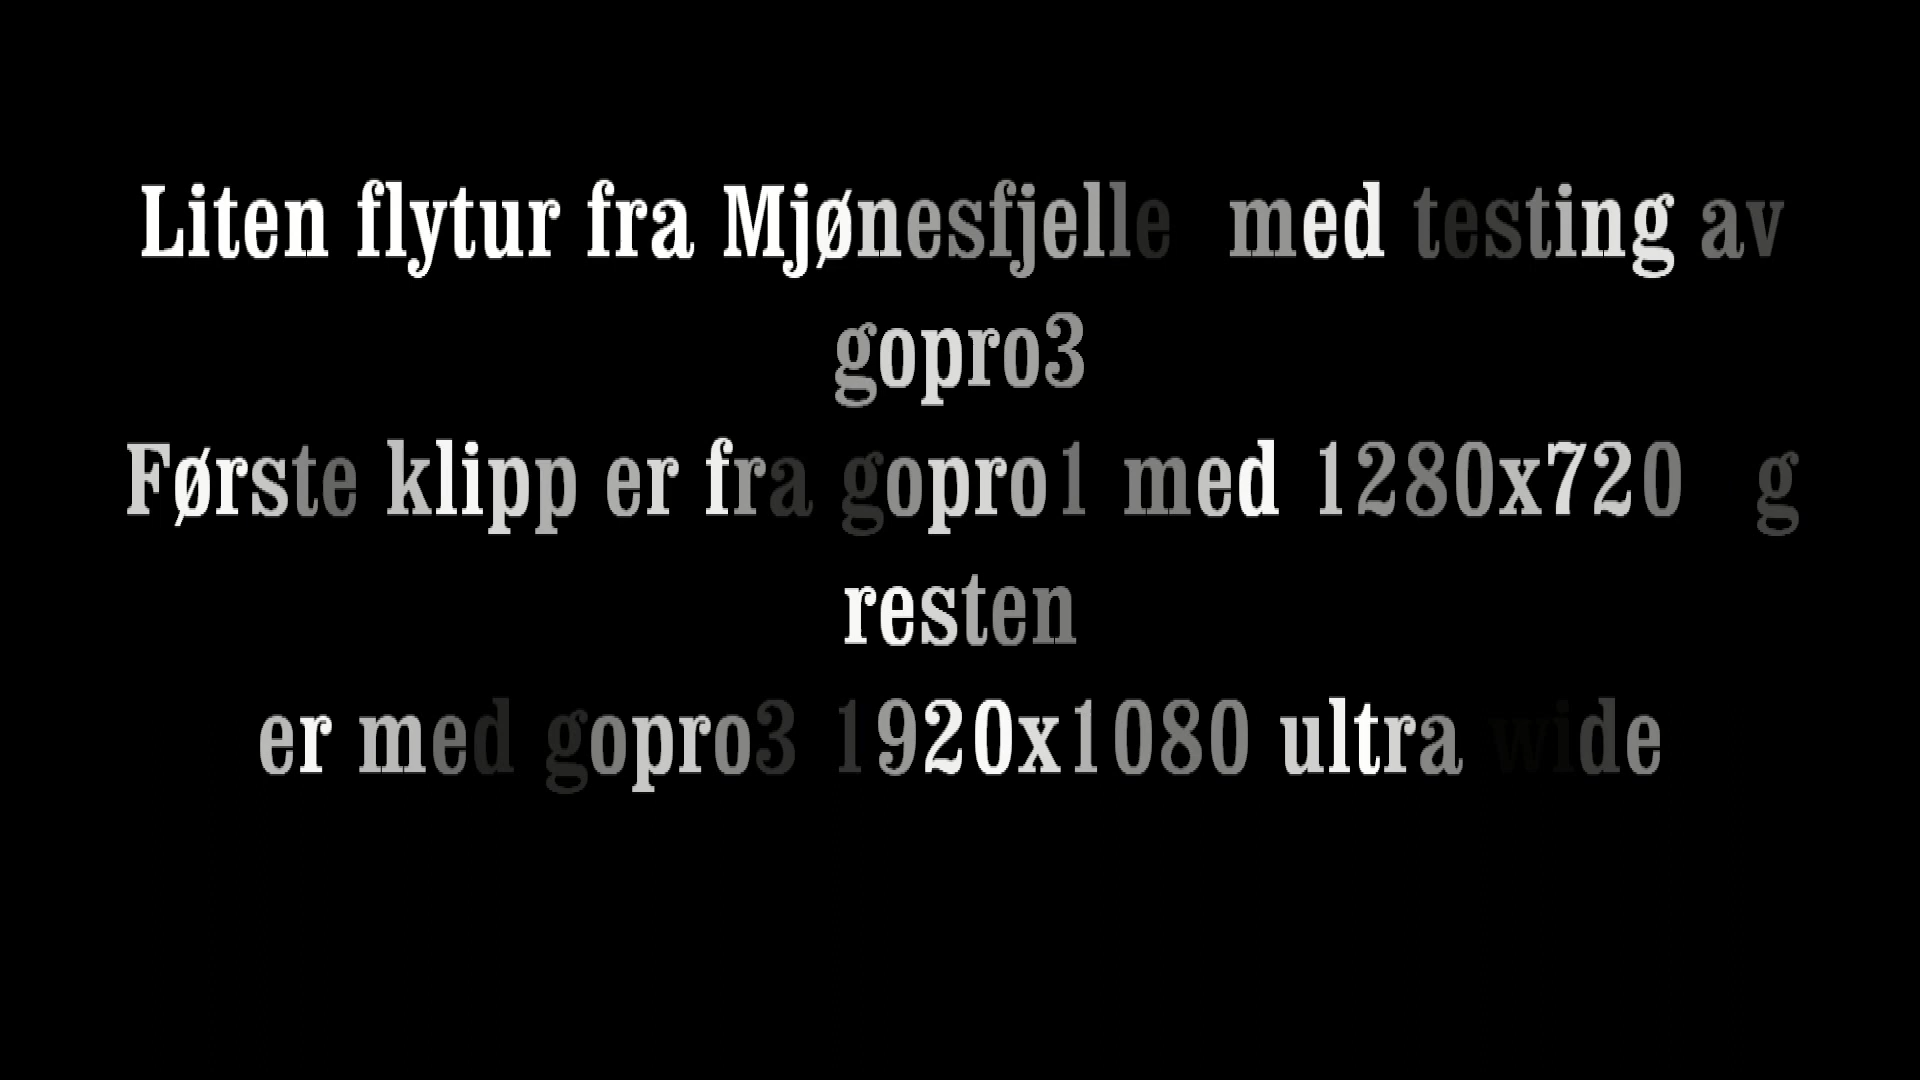 Liten flytur fra Mjønesfjelle med testing av
gopro3
Første klipp er fra gopro1 med 1280x720 g
resten
er med gopro3 1920x1080 ultra wide